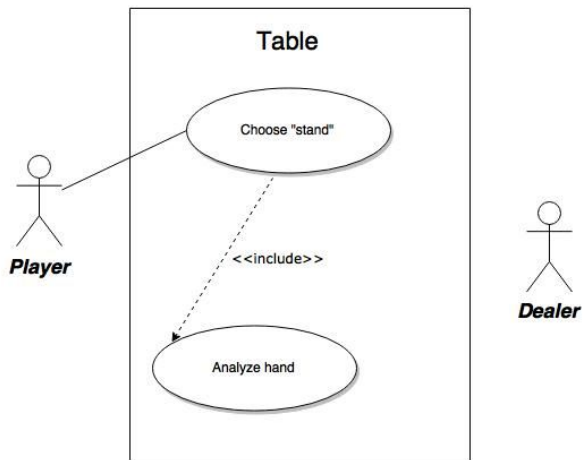 Table
Choose "stand"
Player
<<include>>
Dealer
Analyze hand